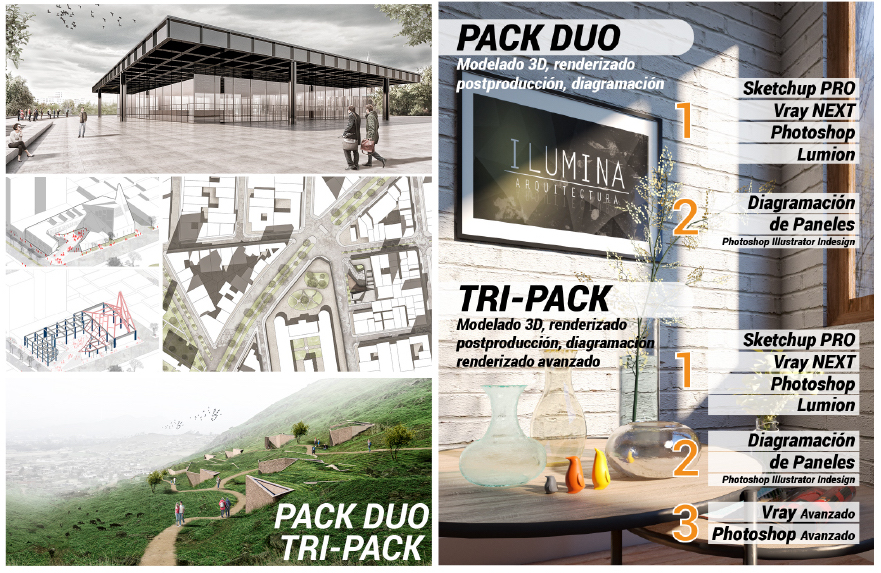 PACK DUO
TRI-PACK
PACK DUO
Modelado 3D, renderizado
postproducción, diagramación
1
Sketchup PRO
Vray NEXT
Photoshop
Lumion
ILUMINA
ARQUITECTURA
2
Diagramación
de Paneles
Photoshop Illustrator Indesign
TRI-PACK
Modelado 3D, renderizado
postproducción, diagramación
renderizado avanzado
1
Sketchup PRO
Vray NEXT
Photoshop
Lumion
2
Diagramación
de Paneles
Photoshop Illustrator Indesign
3
Vray Avanzado
Photoshop Avanzado